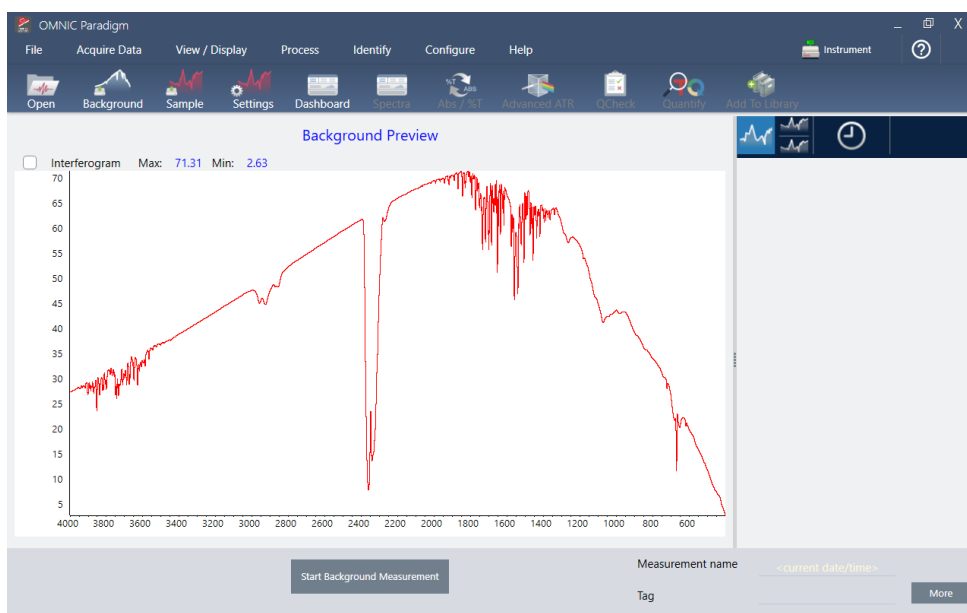 OMNIC Paradigm
File Acquire Data View / Display Process Identify Configure Help Instrument
Open Background Sample Settings Dashboard Spectra Abs / %T Advanced ATR QCheck Quantify Add To Library
%T ABS
Background Preview
Interferogram Max: 71.31 Min: 2.63
70
65
60
55
50
45
40
35
30
25
20
15
10
5
4000 3800 3600 3400 3200 3000 2800 2600 2400 2200 2000 1800 1600 1400 1200 1000 800 600
Start Background Measurement
Measurement name <current date/time>
Tag
More